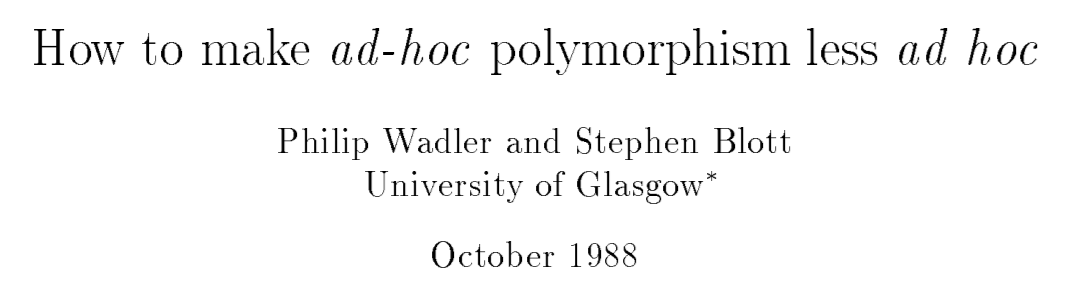 How to make ad-hoc polymorphism less ad hoc
Philip Wadler and Stephen Blott
University of Glasgow*
October 1988